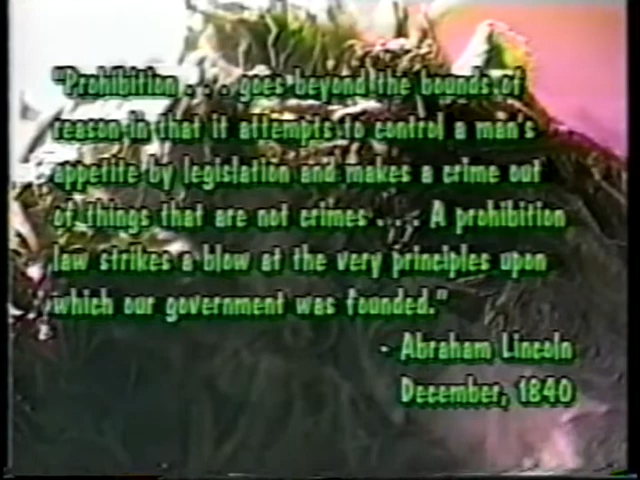 "Prohibition . . . goes beyond the bounds of
reason in that it attempts to control a man's
appetite by legislation and makes a crime out
of things that are not crimes . . . A prohibition
law strikes a blow at the very principles upon
which our government was founded."
- Abraham Lincoln
December, 1840